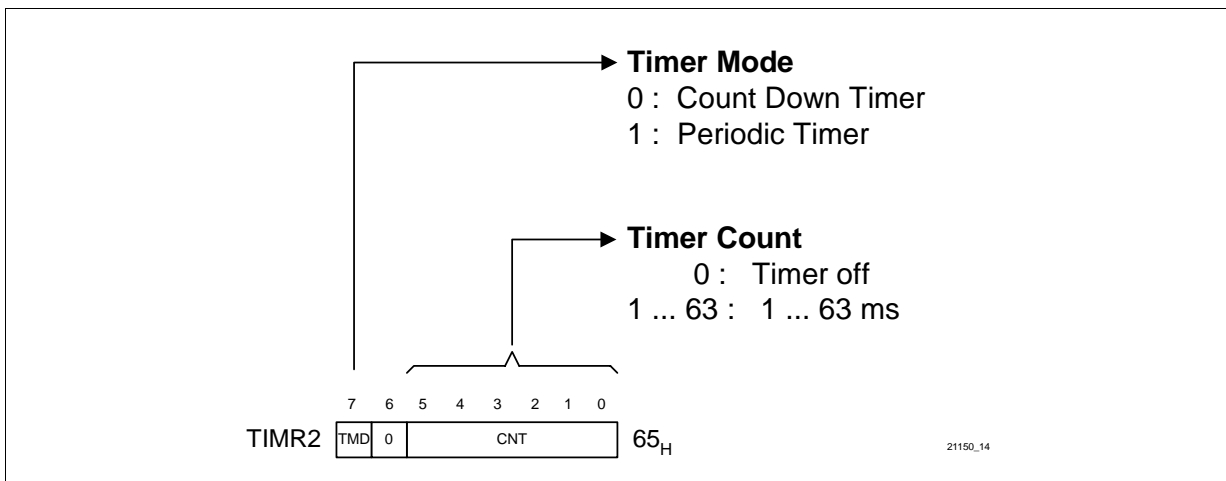 Timer Mode
0 : Count Down Timer
1 : Periodic Timer
Timer Count
0 : Timer off
1 ... 63 : 1 ... 63 ms
7 6 5 4 3 2 1 0
TIMR2 TMD 0 CNT 65H
21150_14